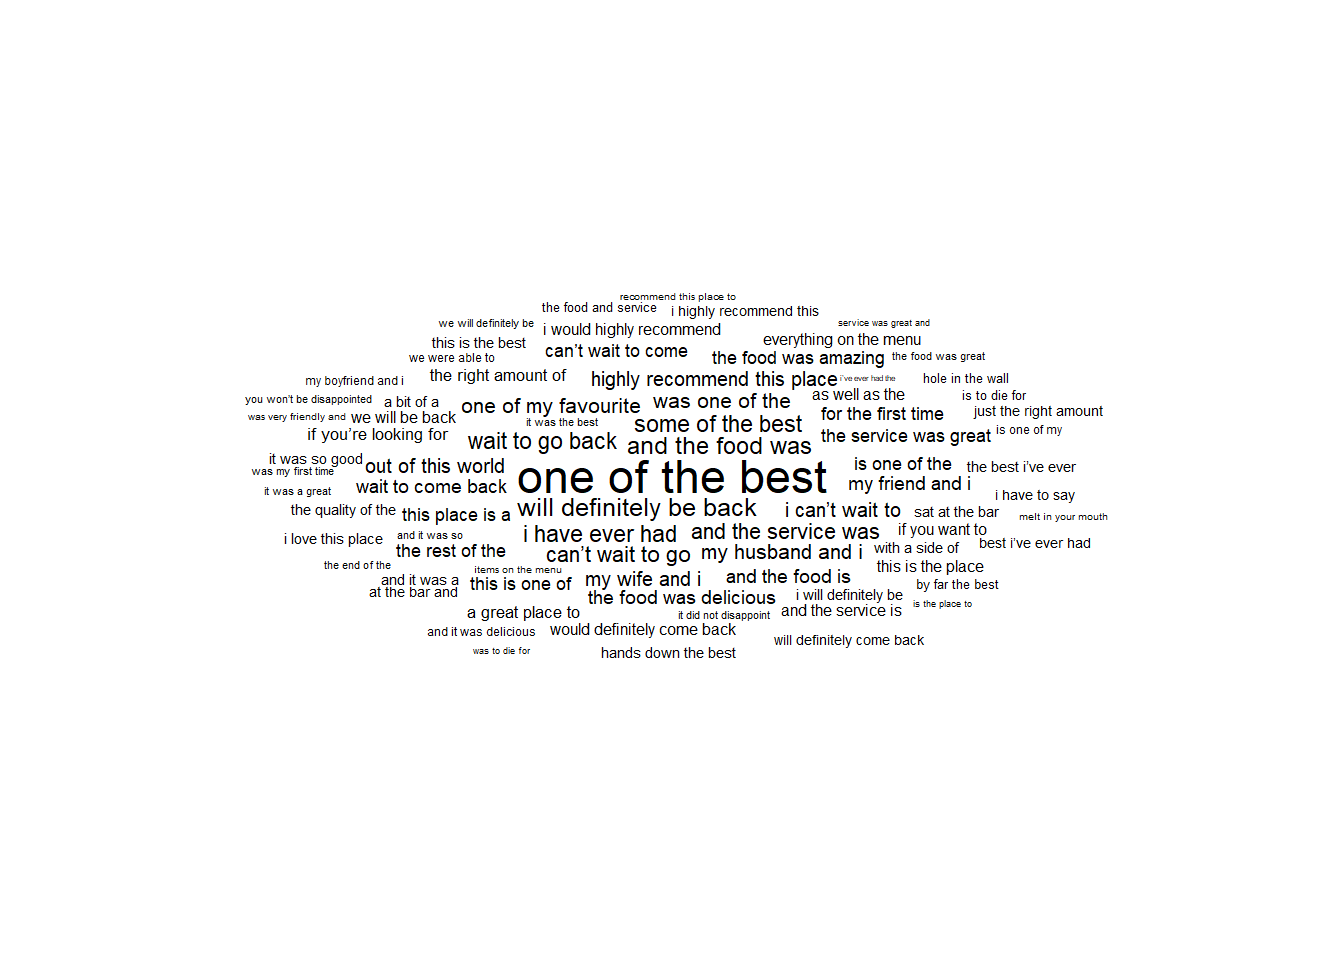 recommend this place to
the food and service
i highly recommend this
we will definitely be
i would highly recommend
service was great and
this is the best
can't wait to come
everything on the menu
we were able to
the food was amazing
the food was great
my boyfriend and i
the right amount of
highly recommend this place
i've ever had the
hole in the wall
you won't be disappointed
a bit of a
one of my favourite
was one of the
as well as the
is to die for
was very friendly and
we will be back
it was the best
some of the best
for the first time
just the right amount
if you're looking for
wait to go back
and the food was
the service was great
is one of my
it was so good
was my first time
out of this world
one of the best
is one of the
the best i've ever
it was a great
wait to come back
my friend and i
i have to say
the quality of the
this place is a
will definitely be back
i can't wait to
sat at the bar
melt in your mouth
i love this place
and it was so
i have ever had
and the service was
if you want to
best i've ever had
the rest of the
can't wait to go
my husband and i
with a side of
the end of the
items on the menu
this is the place
and it was a
at the bar and
this is one of
my wife and i
and the food is
by far the best
the food was delicious
i will definitely be
is the place to
a great place to
it did not disappoint
and the service is
and it was delicious
would definitely come back
will definitely come back
was to die for
hands down the best